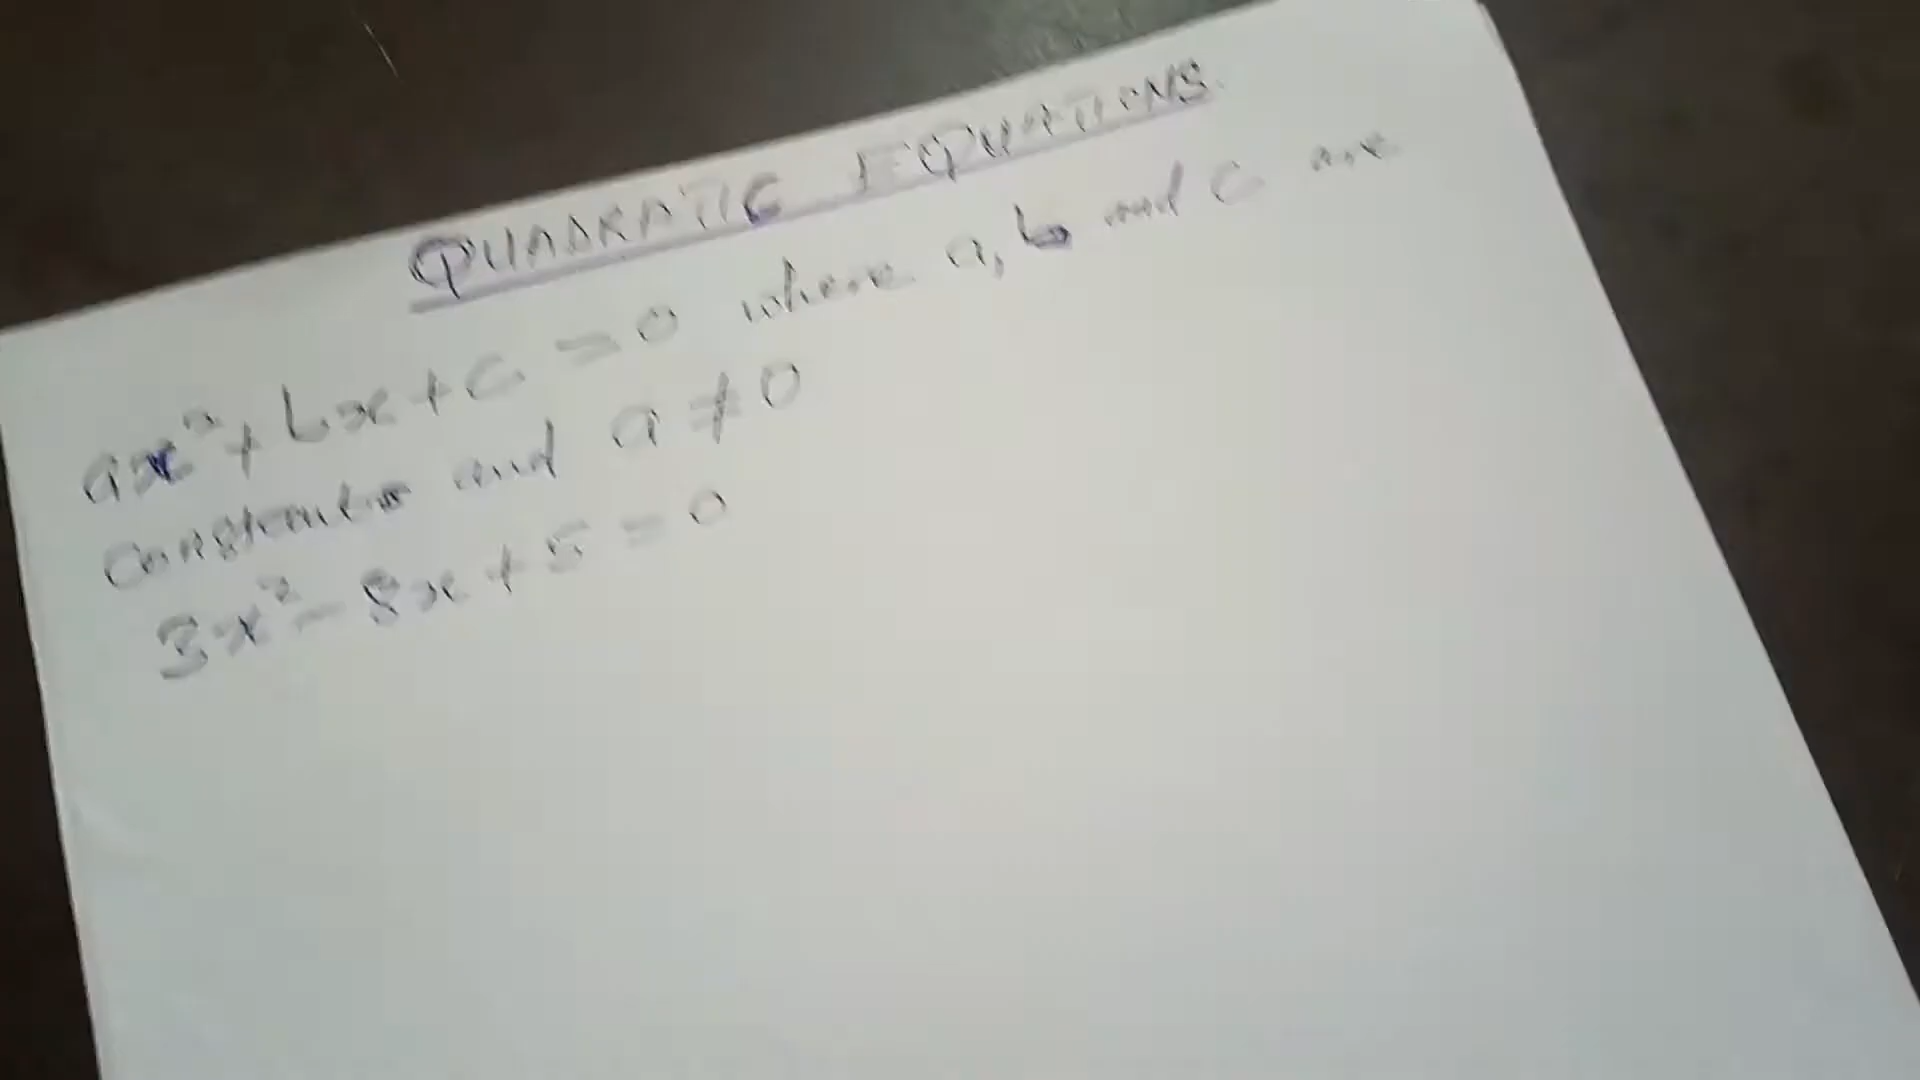 QUADRATIC EQUATIONS.
ax²+bx+c=0 where a, b and c are
constants and a≠0
3x²-8x+5=0